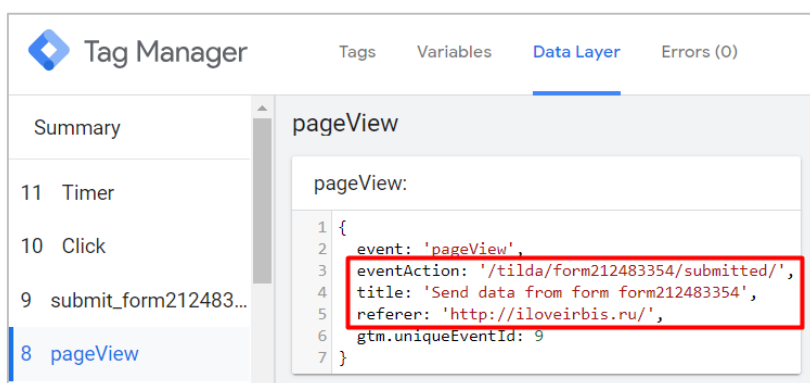 Tag Manager
Tags Variables Data Layer Errors (0)
Summary
11 Timer
10 Click
9 submit_form212483...
8 pageView
pageView
pageView:
1 {
2 event: 'pageView',
3 eventAction: '/tilda/form212483354/submitted/',
4 title: 'Send data from form form212483354',
5 referer: 'http://iloveirbis.ru/',
6 gtm.uniqueEventId: 9
7 }